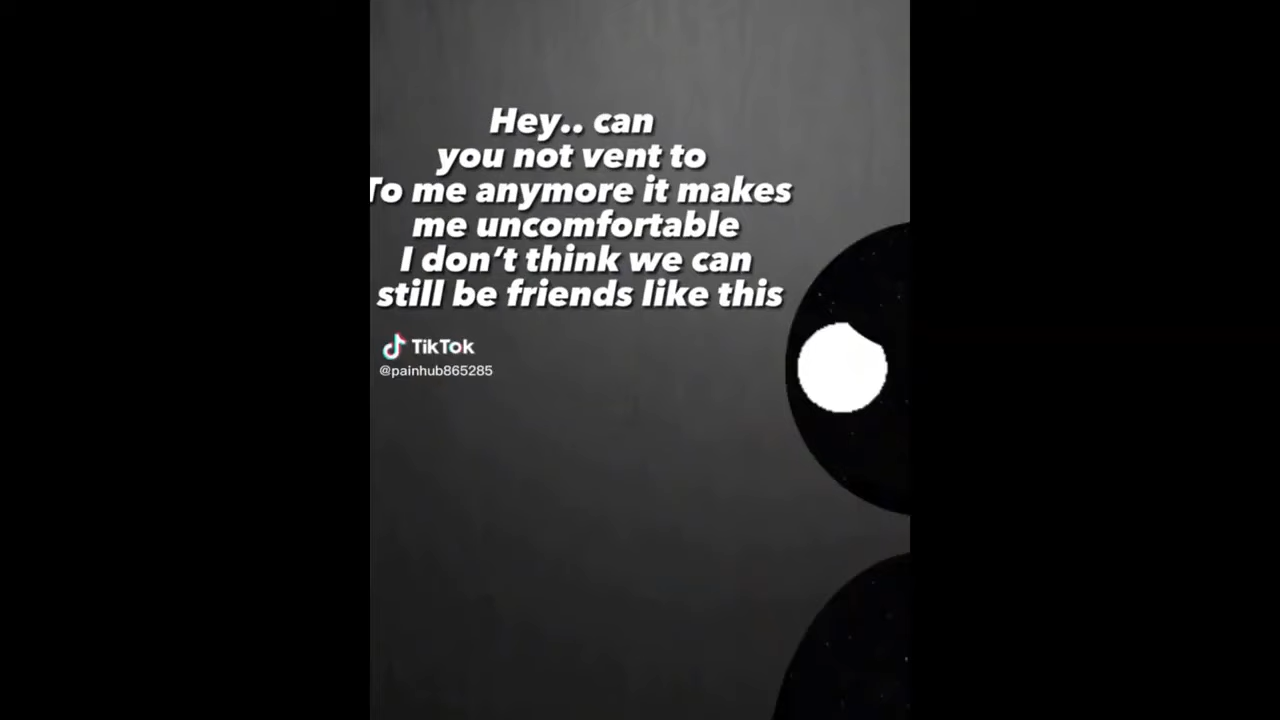 Hey.. can
you not vent to
To me anymore it makes
me uncomfortable
I don't think we can
still be friends like this
TikTok
@painhub865285